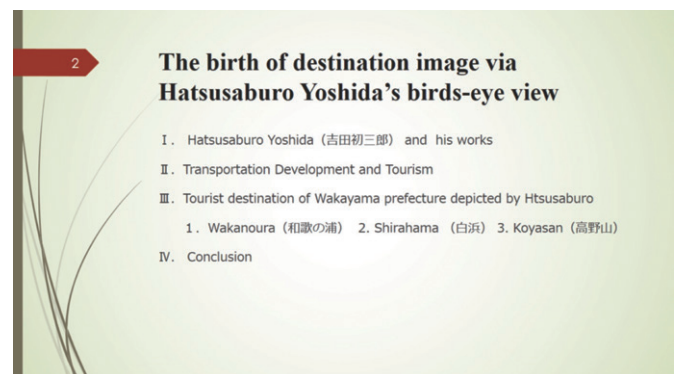 2
The birth of destination image via
Hatsusaburo Yoshida's birds-eye view
Ⅰ. Hatsusaburo Yoshida（吉田初三郎） and his works
Ⅱ. Transportation Development and Tourism
Ⅲ. Tourist destination of Wakayama prefecture depicted by Htsusaburo
1. Wakanoura（和歌の浦） 2. Shirahama （白浜） 3. Koyasan（高野山）
Ⅳ. Conclusion